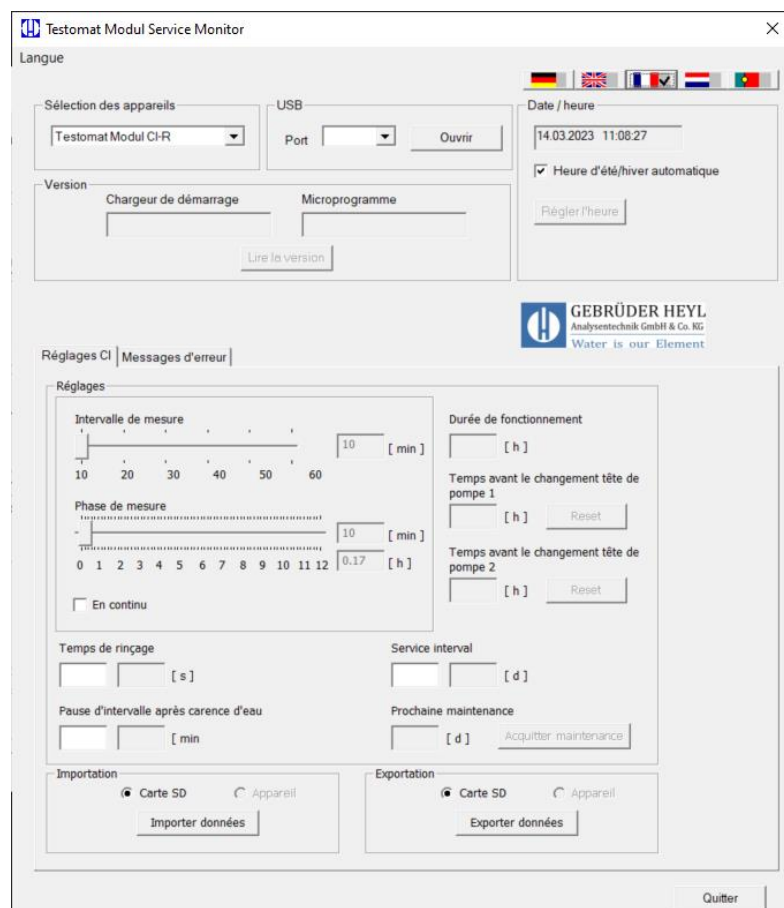 Testomat Modul Service Monitor
Langue
Sélection des appareils
Testomat Modul Cl-R
USB
Port
Ouvrir
Date / heure
14.03.2023 11:08:27
Heure d'été/hiver automatique
Règler l'heure
Version
Chargeur de démarrage
Microprogramme
Lire la version
GEBRÜDER HEYL
Analysentechnik GmbH & Co. KG
Water is our Element
Réglages Cl
Messages d'erreur
Réglages
Intervalle de mesure
10 [ min ]
10 20 30 40 50 60
Phase de mesure
10 [ min ]
0 1 2 3 4 5 6 7 8 9 10 11 12
0.17 [ h ]
En continu
Durée de fonctionnement
[ h ]
Temps avant le changement tête de
pompe 1
[ h ] Reset
Temps avant le changement tête de
pompe 2
[ h ] Reset
Temps de rinçage
[ s ]
Service interval
[ d ]
Pause d'intervalle après carence d'eau
[ min
Prochaine maintenance
[ d ] Acquitter maintenance
Importation
Carte SD Appareil
Importer données
Exportation
Carte SD Appareil
Exporter données
Quitter